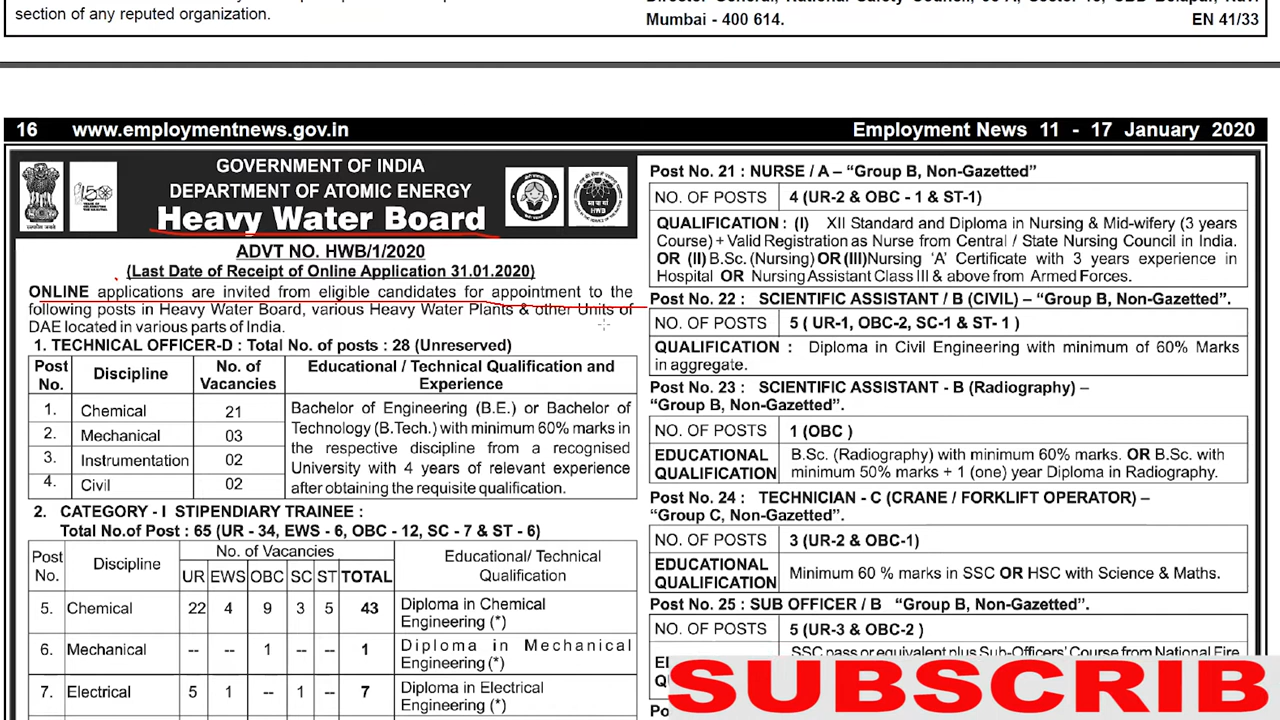 section of any reputed organization.
Mumbai - 400 614.
EN 41/33
16 www.employmentnews.gov.in
Employment News 11 - 17 January 2020
GOVERNMENT OF INDIA
DEPARTMENT OF ATOMIC ENERGY
Heavy Water Board
ADVT NO. HWB/1/2020
(Last Date of Receipt of Online Application 31.01.2020)
ONLINE applications are invited from eligible candidates for appointment to the
following posts in Heavy Water Board, various Heavy Water Plants & other Units of
DAE located in various parts of India.
1. TECHNICAL OFFICER-D : Total No. of posts : 28 (Unreserved)
Post No. Discipline No. of Vacancies Educational / Technical Qualification and Experience
1. Chemical 21
2. Mechanical 03
3. Instrumentation 02
4. Civil 02
Bachelor of Engineering (B.E.) or Bachelor of
Technology (B.Tech.) with minimum 60% marks in
the respective discipline from a recognised
University with 4 years of relevant experience
after obtaining the requisite qualification.
2. CATEGORY - I STIPENDIARY TRAINEE :
Total No.of Post : 65 (UR - 34, EWS - 6, OBC - 12, SC - 7 & ST - 6)
Post No. Discipline No. of Vacancies Educational/ Technical Qualification
UR EWS OBC SC ST TOTAL
5. Chemical 22 4 9 3 5 43 Diploma in Chemical
Engineering (*)
6. Mechanical -- -- 1 -- -- 1 Diploma in Mechanical
Engineering (*)
7. Electrical 5 1 -- 1 -- 7 Diploma in Electrical
Engineering (*)
Post No. 21 : NURSE / A – “Group B, Non-Gazetted”
NO. OF POSTS 4 (UR-2 & OBC - 1 & ST-1)
QUALIFICATION : (I) XII Standard and Diploma in Nursing & Mid-wifery (3 years
Course) + Valid Registration as Nurse from Central / State Nursing Council in India.
OR (II) B.Sc. (Nursing) OR (III)Nursing ‘A’ Certificate with 3 years experience in
Hospital OR Nursing Assistant Class III & above from Armed Forces.
Post No. 22 : SCIENTIFIC ASSISTANT / B (CIVIL) – “Group B, Non-Gazetted”.
5 ( UR-1, OBC-2, SC-1 & ST- 1 )
QUALIFICATION : Diploma in Civil Engineering with minimum of 60% Marks
in aggregate.
Post No. 23 : SCIENTIFIC ASSISTANT - B (Radiography) –
“Group B, Non-Gazetted”.
NO. OF POSTS 1 (OBC )
EDUCATIONAL QUALIFICATION
B.Sc. (Radiography) with minimum 60% marks. OR B.Sc. with
minimum 50% marks + 1 (one) year Diploma in Radiography.
Post No. 24 : TECHNICIAN - C (CRANE / FORKLIFT OPERATOR) –
“Group C, Non-Gazetted”.
NO. OF POSTS 3 (UR-2 & OBC-1)
EDUCATIONAL QUALIFICATION
Minimum 60 % marks in SSC OR HSC with Science & Maths.
Post No. 25 : SUB OFFICER / B “Group B, Non-Gazetted”.
NO. OF POSTS 5 (UR-3 & OBC-2 )
SSC pass or equivalent plus Sub-Officers' Course from National Fire
SUBSCRIB